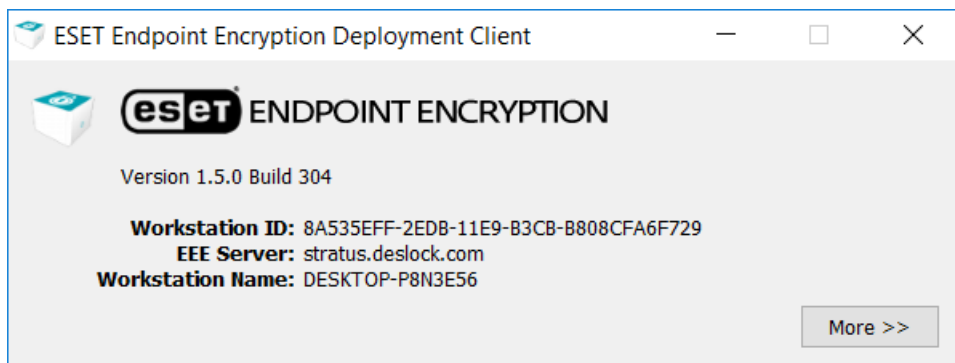 ESET Endpoint Encryption Deployment Client
eseT ENDPOINT ENCRYPTION
Version 1.5.0 Build 304
Workstation ID: 8A535EFF-2EDB-11E9-B3CB-B808CFA6F729
EEE Server: stratus.deslock.com
Workstation Name: DESKTOP-P8N3E56
More >>